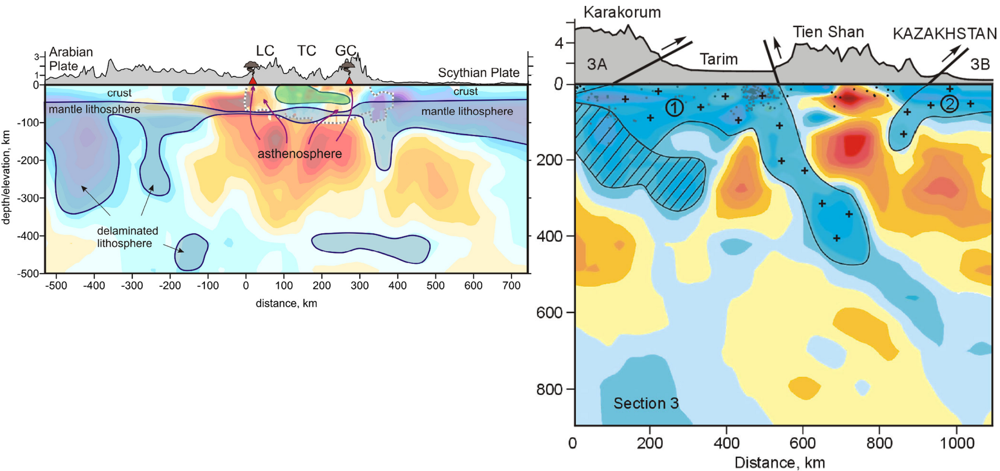 Arabian
Plate
LC
TC
GC
Scythian Plate
3
2
1
0
-100
-200
-300
-400
-500
depth/elevation, km
crust
crust
mantle lithosphere
mantle lithosphere
asthenosphere
delaminated
lithosphere
-500 -400 -300 -200 -100 0 100 200 300 400 500 600 700
distance, km
Karakorum
Tien Shan
KAZAKHSTAN
Tarim
3A
3B
4
0
200
400
600
800
1
2
Section 3
0 200 400 600 800 1000
Distance, km